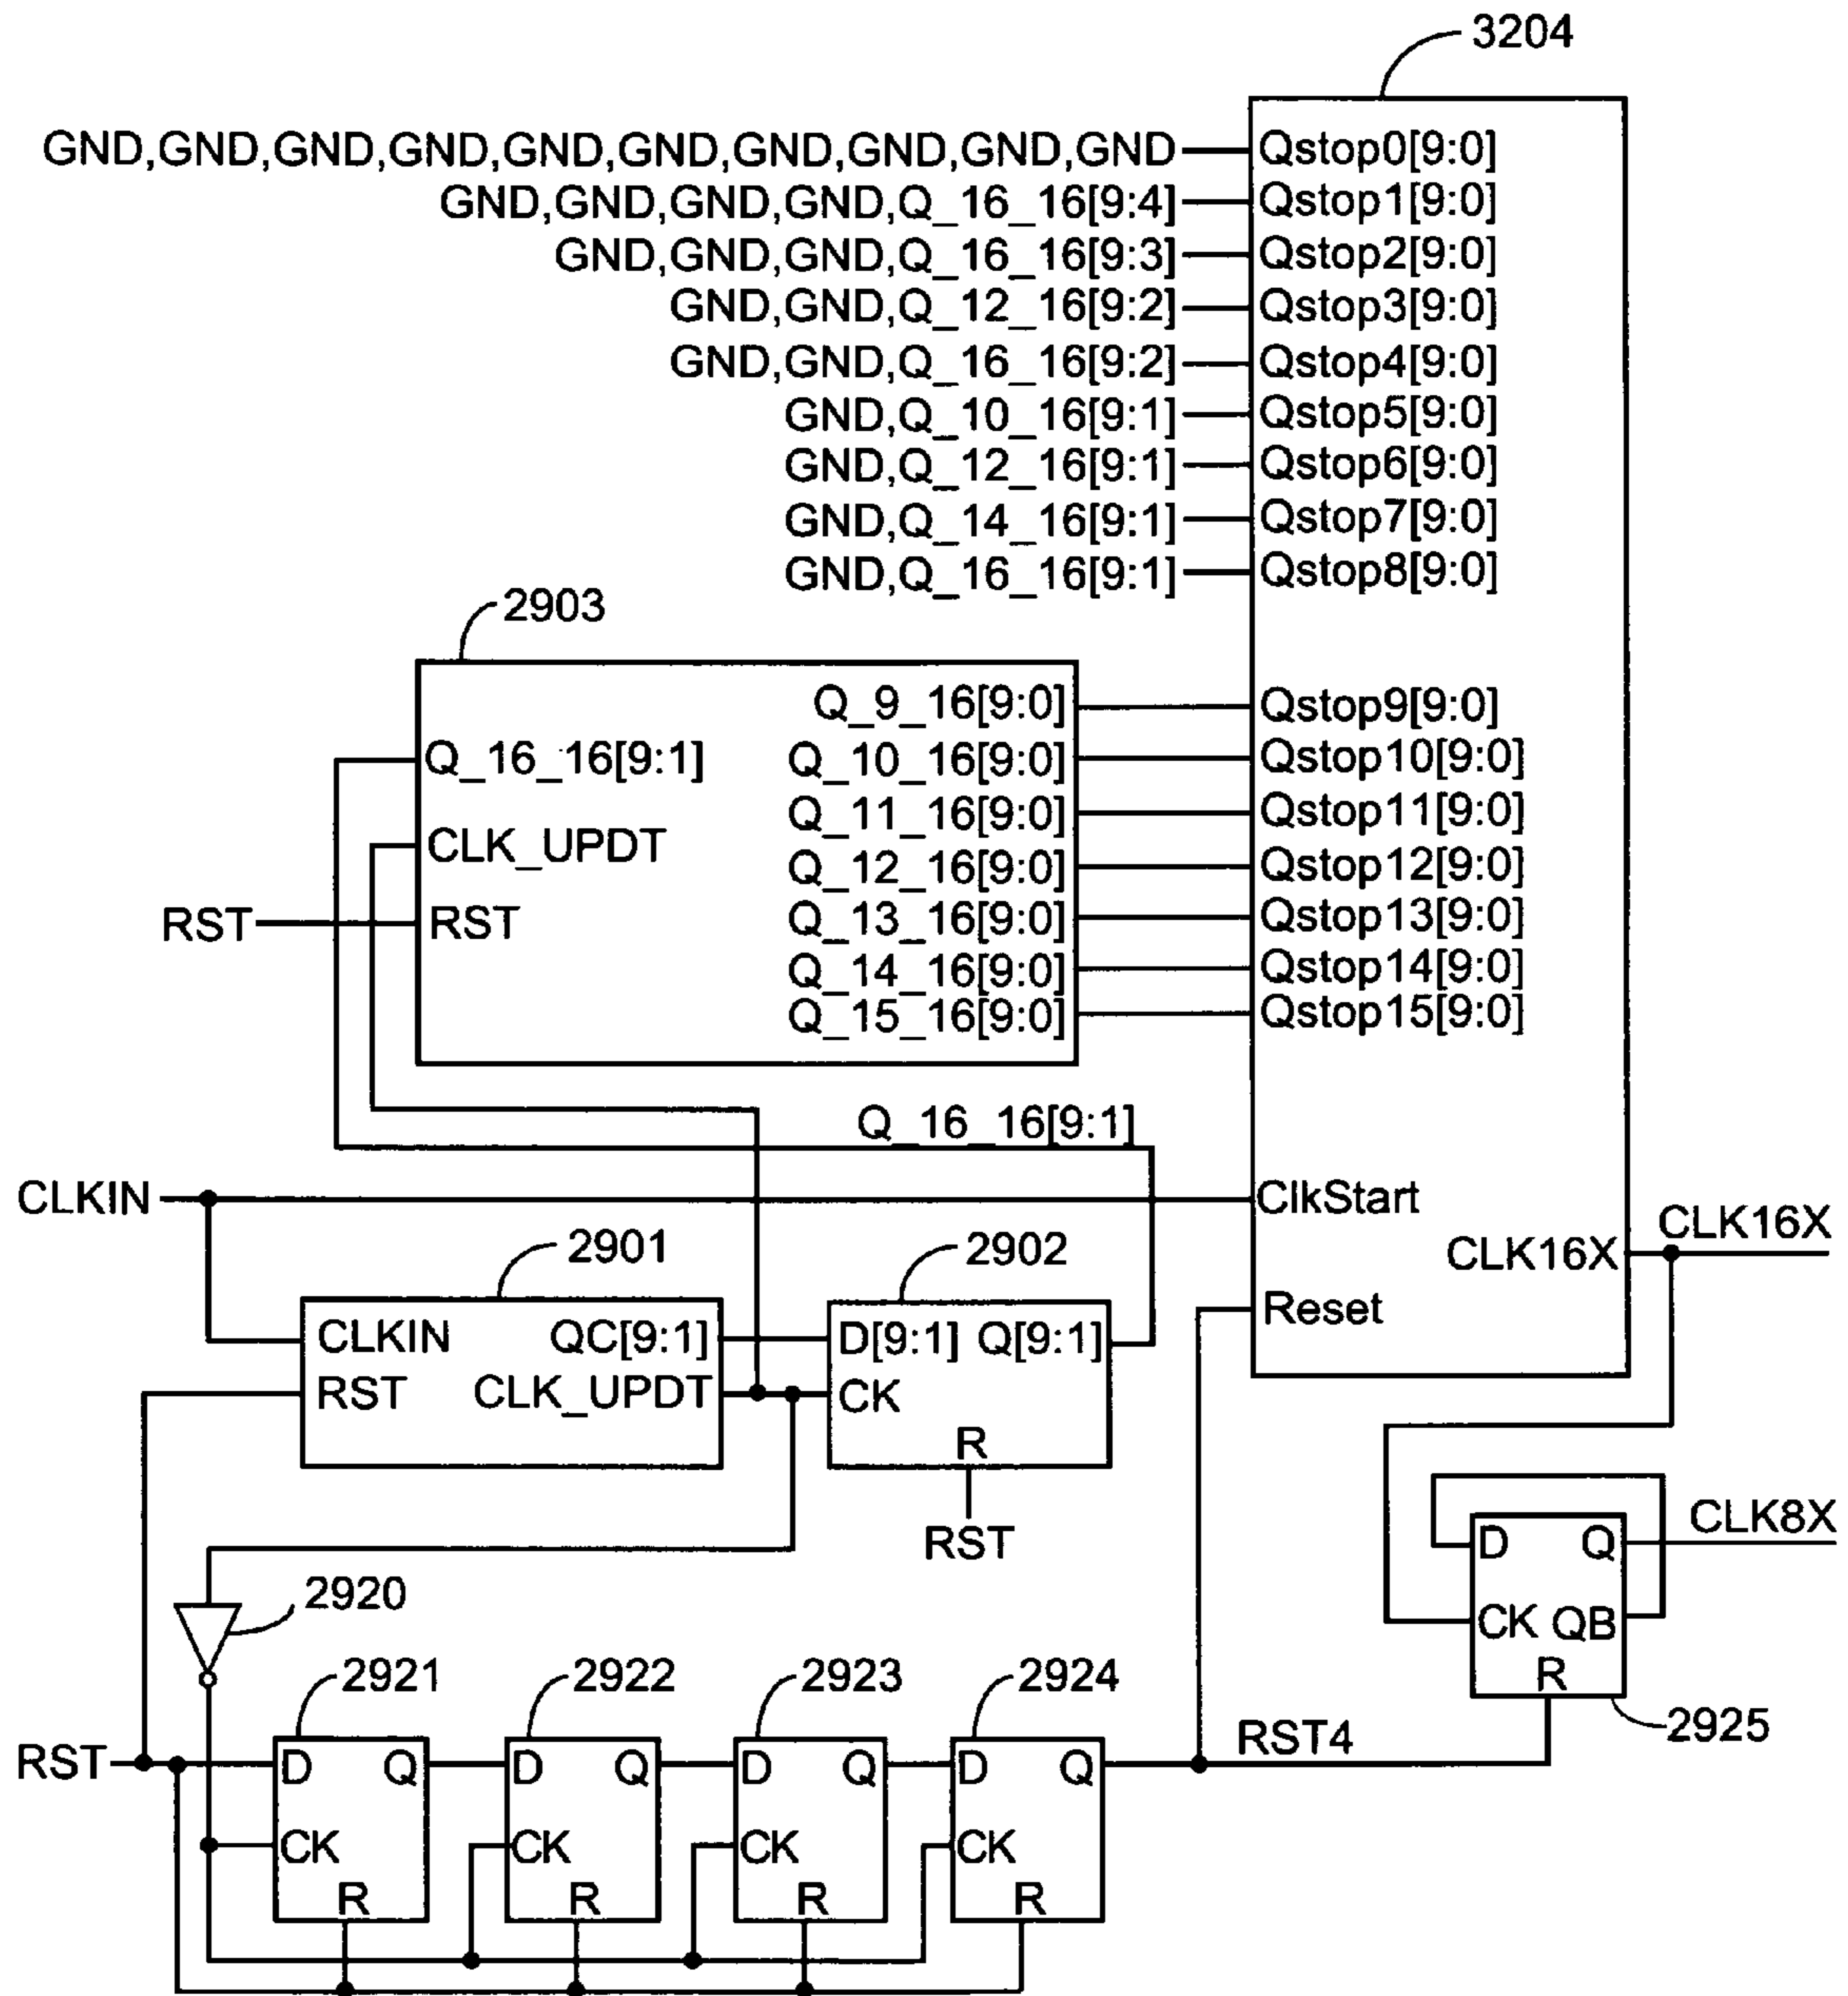 3204
GND,GND,GND,GND,GND,GND,GND,GND,GND,GND Qstop0[9:0]
GND,GND,GND,GND,Q_16_16[9:4] Qstop1[9:0]
GND,GND,GND,Q_16_16[9:3] Qstop2[9:0]
GND,GND,Q_12_16[9:2] Qstop3[9:0]
GND,GND,Q_16_16[9:2] Qstop4[9:0]
GND,Q_10_16[9:1] Qstop5[9:0]
GND,Q_12_16[9:1] Qstop6[9:0]
GND,Q_14_16[9:1] Qstop7[9:0]
GND,Q_16_16[9:1] Qstop8[9:0]
2903
Q_9_16[9:0] Qstop9[9:0]
Q_16_16[9:1] Q_10_16[9:0] Qstop10[9:0]
Q_11_16[9:0] Qstop11[9:0]
CLK_UPDT Q_12_16[9:0] Qstop12[9:0]
RST RST Q_13_16[9:0] Qstop13[9:0]
Q_14_16[9:0] Qstop14[9:0]
Q_15_16[9:0] Qstop15[9:0]
Q_16_16[9:1]
CLKIN ClkStart
2901 2902 CLK16X CLK16X
CLKIN QC[9:1] D[9:1] Q[9:1] Reset
RST CLK_UPDT CK
R
RST
D Q CLK8X
2920
CK QB
R
2921 2922 2923 2924 2925
RST D Q D Q D Q D Q RST4
CK CK CK CK
R R R R